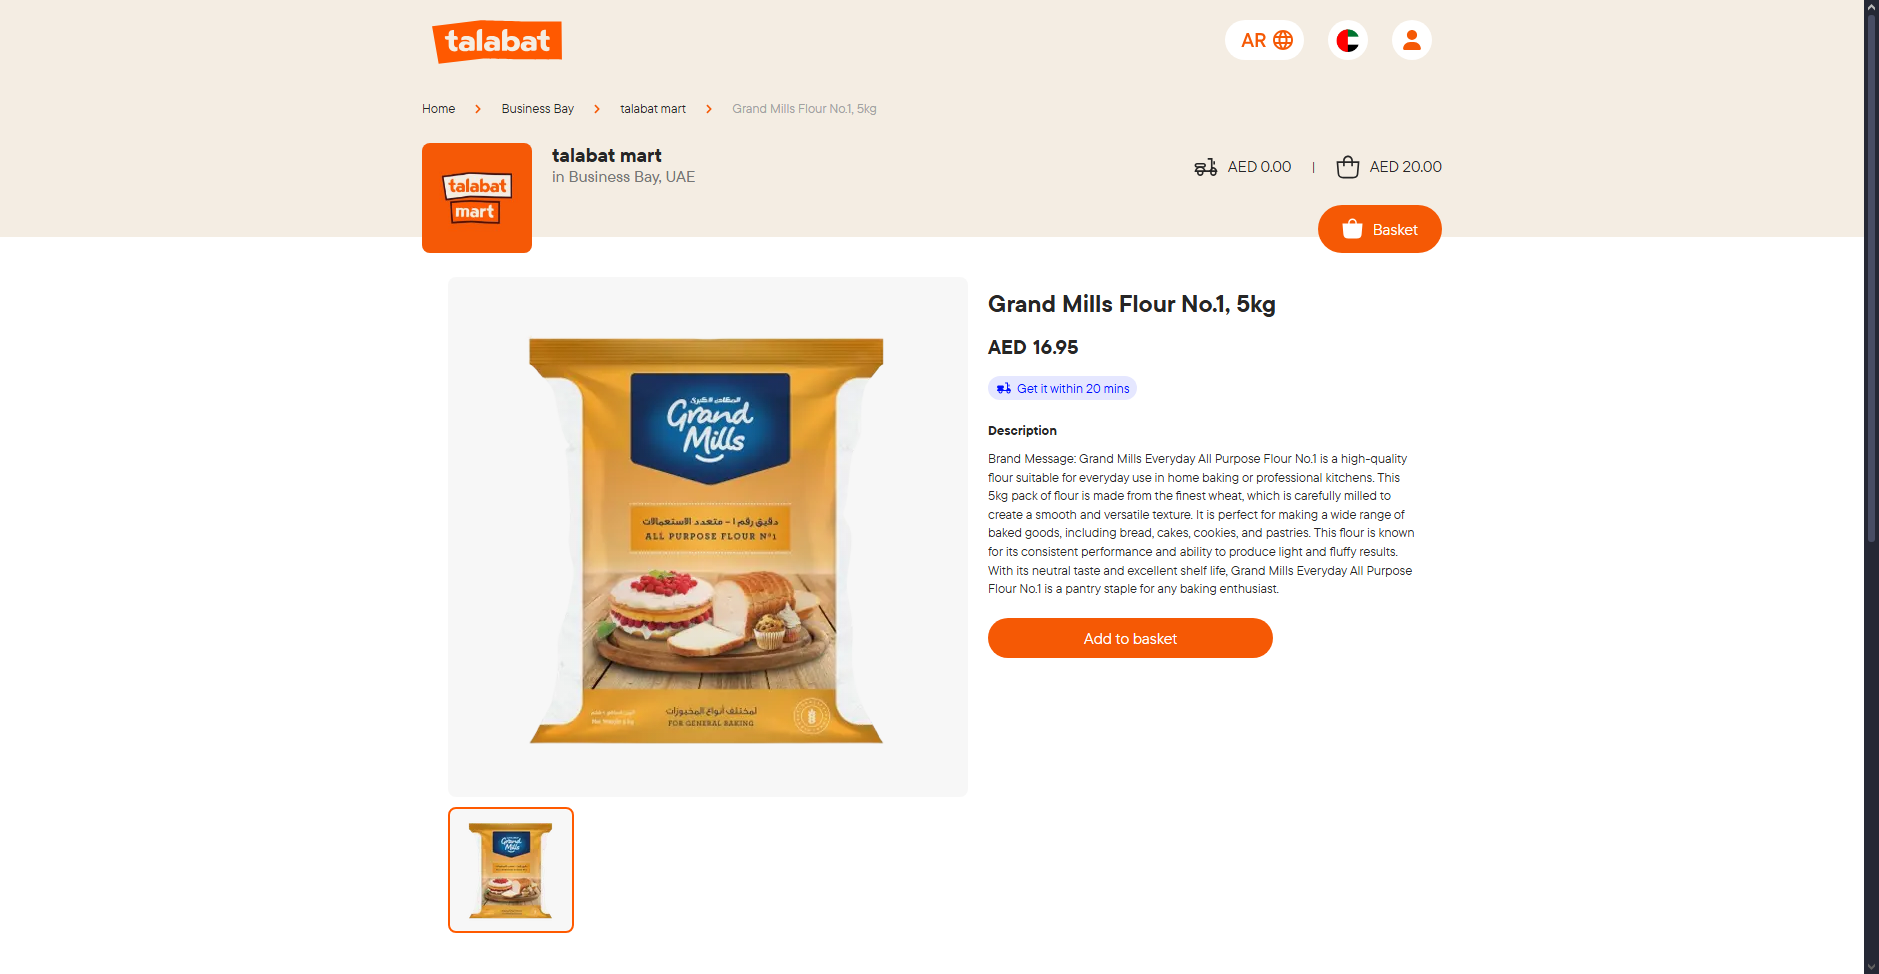 talabat
AR
Home
Business Bay
talabat mart
Grand Mills Flour No.1, 5kg
talabat
mart
talabat mart
in Business Bay, UAE
AED 0.00
|
AED 20.00
Basket
المطاحن الكبرى
Grand
Mills
دقيق رقم ١ - متعدد الاستعمالات
ALL PURPOSE FLOUR Nº1
لمختلف أنواع المخبوزات
FOR GENERAL BAKING
Grand Mills Flour No.1, 5kg
AED 16.95
Get it within 20 mins
Description
Brand Message: Grand Mills Everyday All Purpose Flour No.1 is a high-quality
flour suitable for everyday use in home baking or professional kitchens. This
5kg pack of flour is made from the finest wheat, which is carefully milled to
create a smooth and versatile texture. It is perfect for making a wide range of
baked goods, including bread, cakes, cookies, and pastries. This flour is known
for its consistent performance and ability to produce light and fluffy results.
With its neutral taste and excellent shelf life, Grand Mills Everyday All Purpose
Flour No.1 is a pantry staple for any baking enthusiast.
Add to basket
Grand
Mills